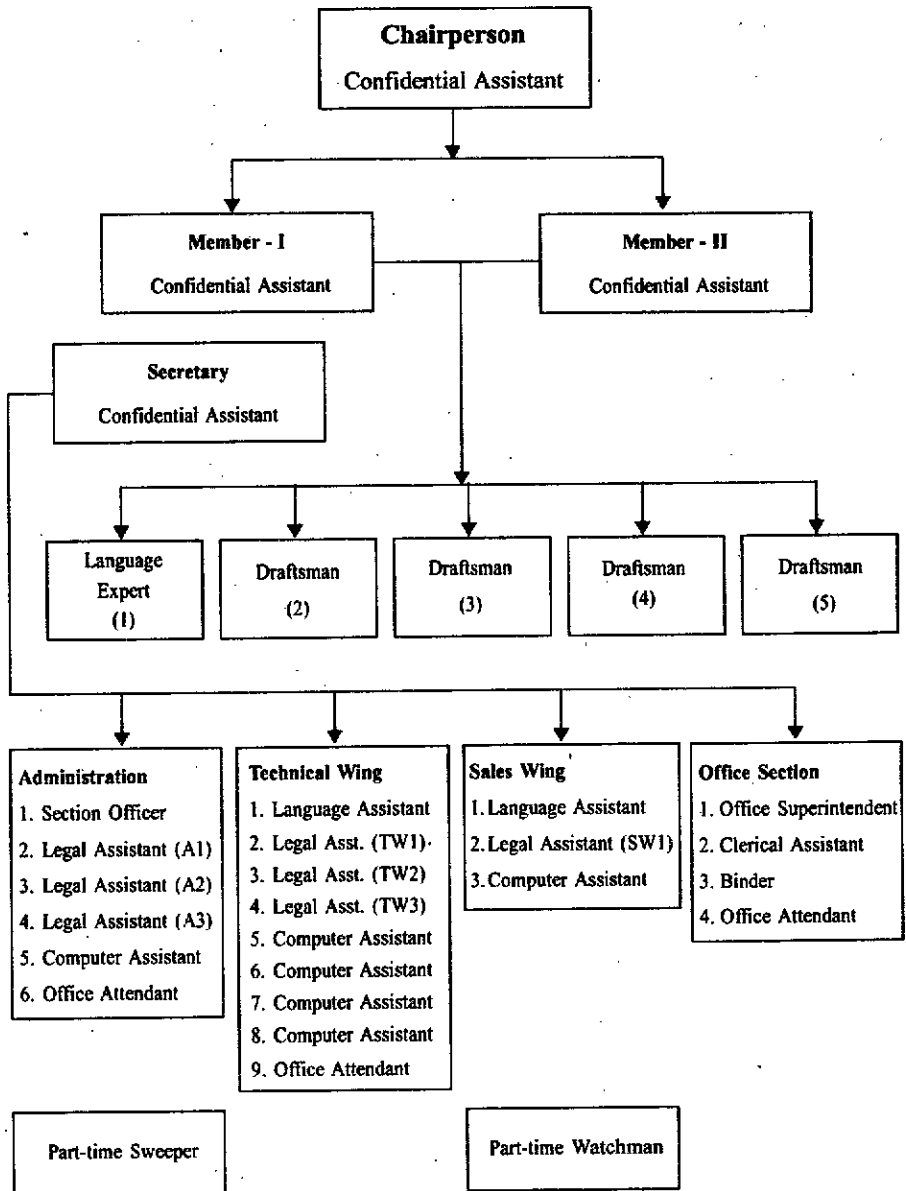 Chairperson
Confidential Assistant
Member - I
Confidential Assistant
Member - II
Confidential Assistant
Secretary
Confidential Assistant
Language
Expert
(1)
Draftsman
(2)
Draftsman
(3)
Draftsman
(4)
Draftsman
(5)
Administration
1. Section Officer
2. Legal Assistant (A1)
3. Legal Assistant (A2)
4. Legal Assistant (A3)
5. Computer Assistant
6. Office Attendant
Technical Wing
1. Language Assistant
2. Legal Asst. (TW1)
3. Legal Asst. (TW2)
4. Legal Asst. (TW3)
5. Computer Assistant
6. Computer Assistant
7. Computer Assistant
8. Computer Assistant
9. Office Attendant
Sales Wing
1. Language Assistant
2. Legal Assistant (SW1)
3. Computer Assistant
Office Section
1. Office Superintendent
2. Clerical Assistant
3. Binder
4. Office Attendant
Part-time Sweeper
Part-time Watchman